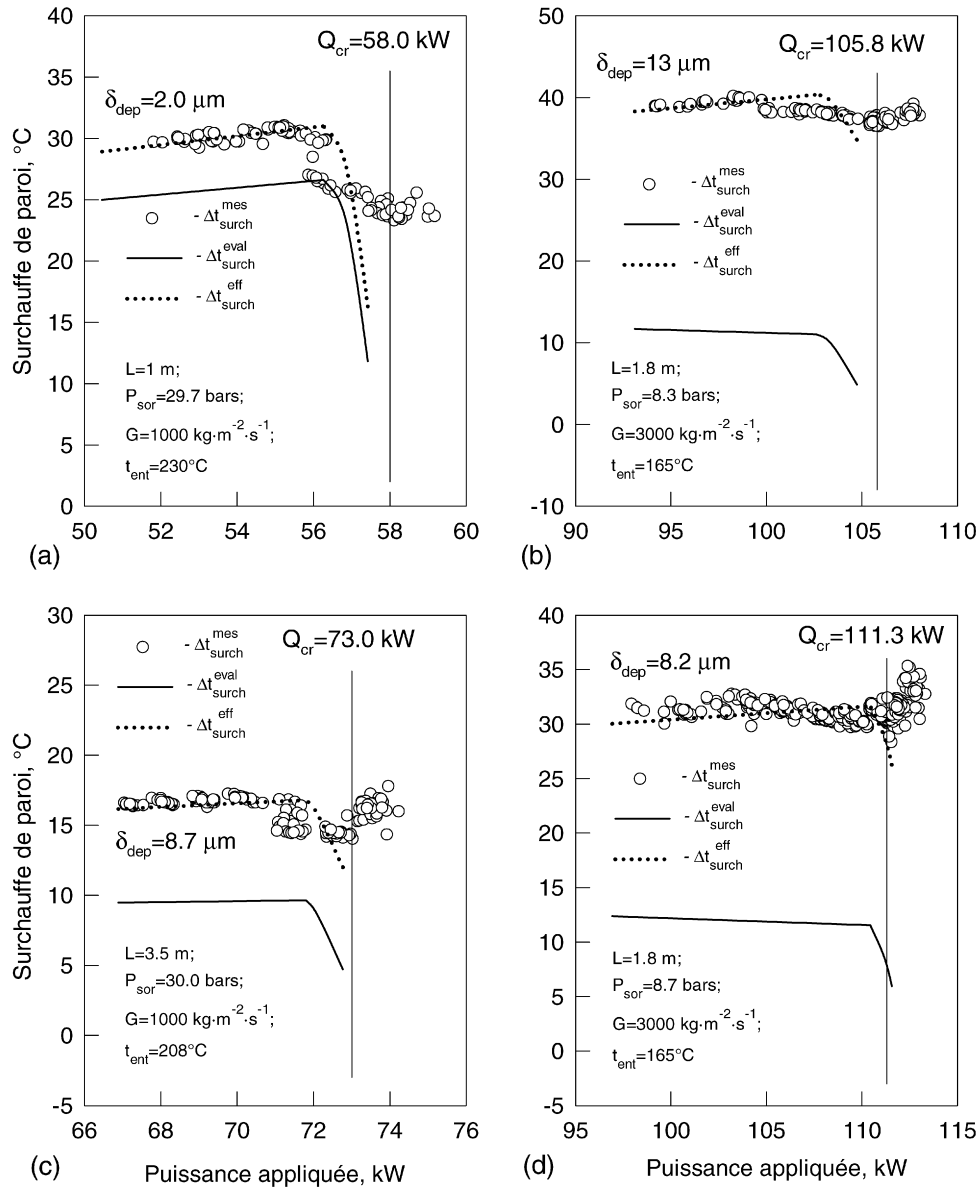 Surchauffe de paroi, °C
40
35
30
25
20
15
10
5
0
Q_cr=58.0 kW
δ_dep=2.0 µm
- Δt_surch^mes
- Δt_surch^eval
- Δt_surch^eff
L=1 m;
P_sor=29.7 bars;
G=1000 kg·m^-2·s^-1;
t_ent=230°C
50 52 54 56 58 60
(a)
50
40
30
20
10
0
-10
Q_cr=105.8 kW
δ_dep=13 µm
- Δt_surch^mes
- Δt_surch^eval
- Δt_surch^eff
L=1.8 m;
P_sor=8.3 bars;
G=3000 kg·m^-2·s^-1;
t_ent=165°C
90 95 100 105 110
(b)
Surchauffe de paroi, °C
30
25
20
15
10
5
0
-5
- Δt_surch^mes
- Δt_surch^eval
- Δt_surch^eff
Q_cr=73.0 kW
δ_dep=8.7 µm
L=3.5 m;
P_sor=30.0 bars;
G=1000 kg·m^-2·s^-1;
t_ent=208°C
66 68 70 72 74 76
(c)
Puissance appliquée, kW
40
35
30
25
20
15
10
5
0
-5
Q_cr=111.3 kW
δ_dep=8.2 µm
- Δt_surch^mes
- Δt_surch^eval
- Δt_surch^eff
L=1.8 m;
P_sor=8.7 bars;
G=3000 kg·m^-2·s^-1;
t_ent=165°C
95 100 105 110 115
(d)
Puissance appliquée, kW